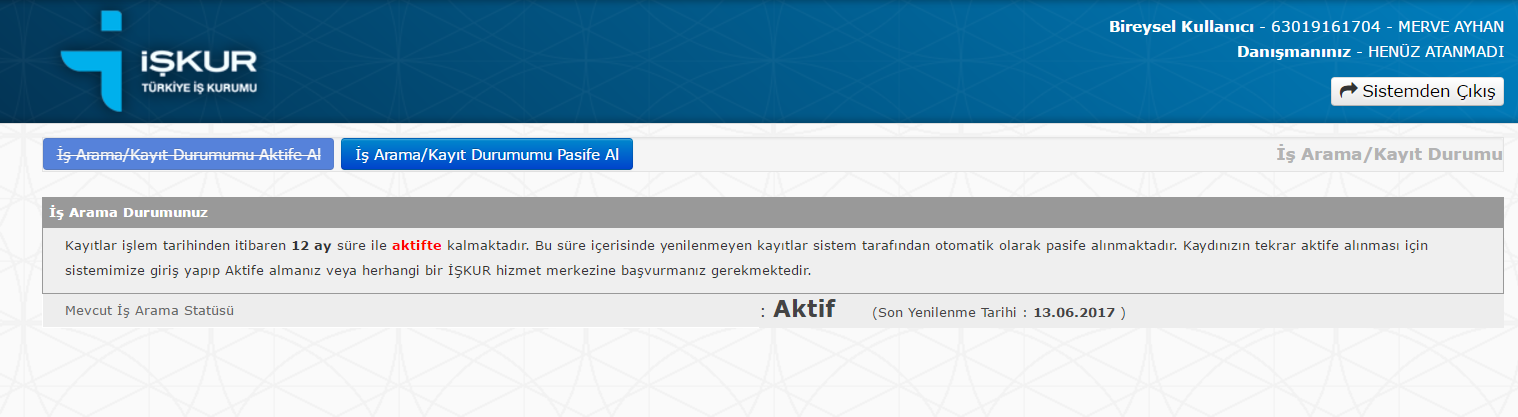 İŞKUR
TÜRKİYE İŞ KURUMU
Bireysel Kullanıcı - 63019161704 - MERVE AYHAN
Danışmanınız - HENÜZ ATANMADI
Sistemden Çıkış
İş Arama/Kayıt Durumumu Aktife Al
İş Arama/Kayıt Durumumu Pasife Al
İş Arama/Kayıt Durumu
İş Arama Durumunuz
Kayıtlar işlem tarihinden itibaren 12 ay süre ile aktifte kalmaktadır. Bu süre içerisinde yenilenmeyen kayıtlar sistem tarafından otomatik olarak pasife alınmaktadır. Kaydınızın tekrar aktife alınması için
sistemimize giriş yapıp Aktife almanız veya herhangi bir İŞKUR hizmet merkezine başvurmanız gerekmektedir.
Mevcut İş Arama Statüsü : Aktif (Son Yenilenme Tarihi : 13.06.2017 )